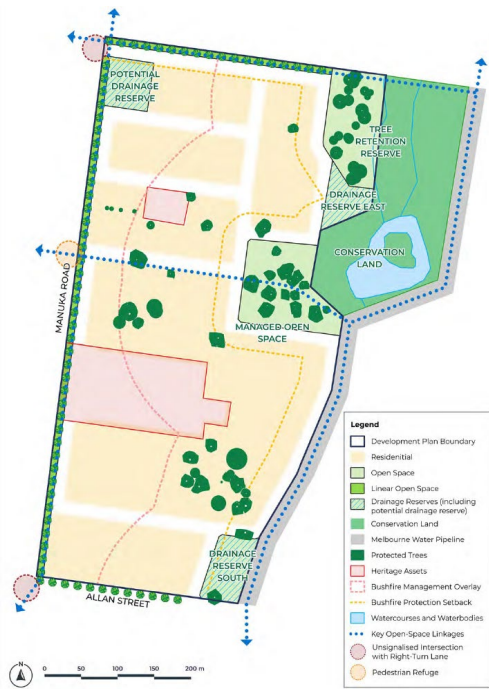 POTENTIAL
DRAINAGE
RESERVE
TREE
RETENTION
RESERVE
DRAINAGE
RESERVE EAST
CONSERVATION
LAND
MANUKA ROAD
MANAGED OPEN
SPACE
DRAINAGE
RESERVE
SOUTH
ALLAN STREET
Legend
Development Plan Boundary
Residential
Open Space
Linear Open Space
Drainage Reserves (including
potential drainage reserve)
Conservation Land
Melbourne Water Pipeline
Protected Trees
Heritage Assets
Bushfire Management Overlay
Bushfire Protection Setback
Watercourses and Waterbodies
Key Open-Space Linkages
Unsignalised Intersection
with Right-Turn Lane
Pedestrian Refuge
N
0 50 100 150 200 m